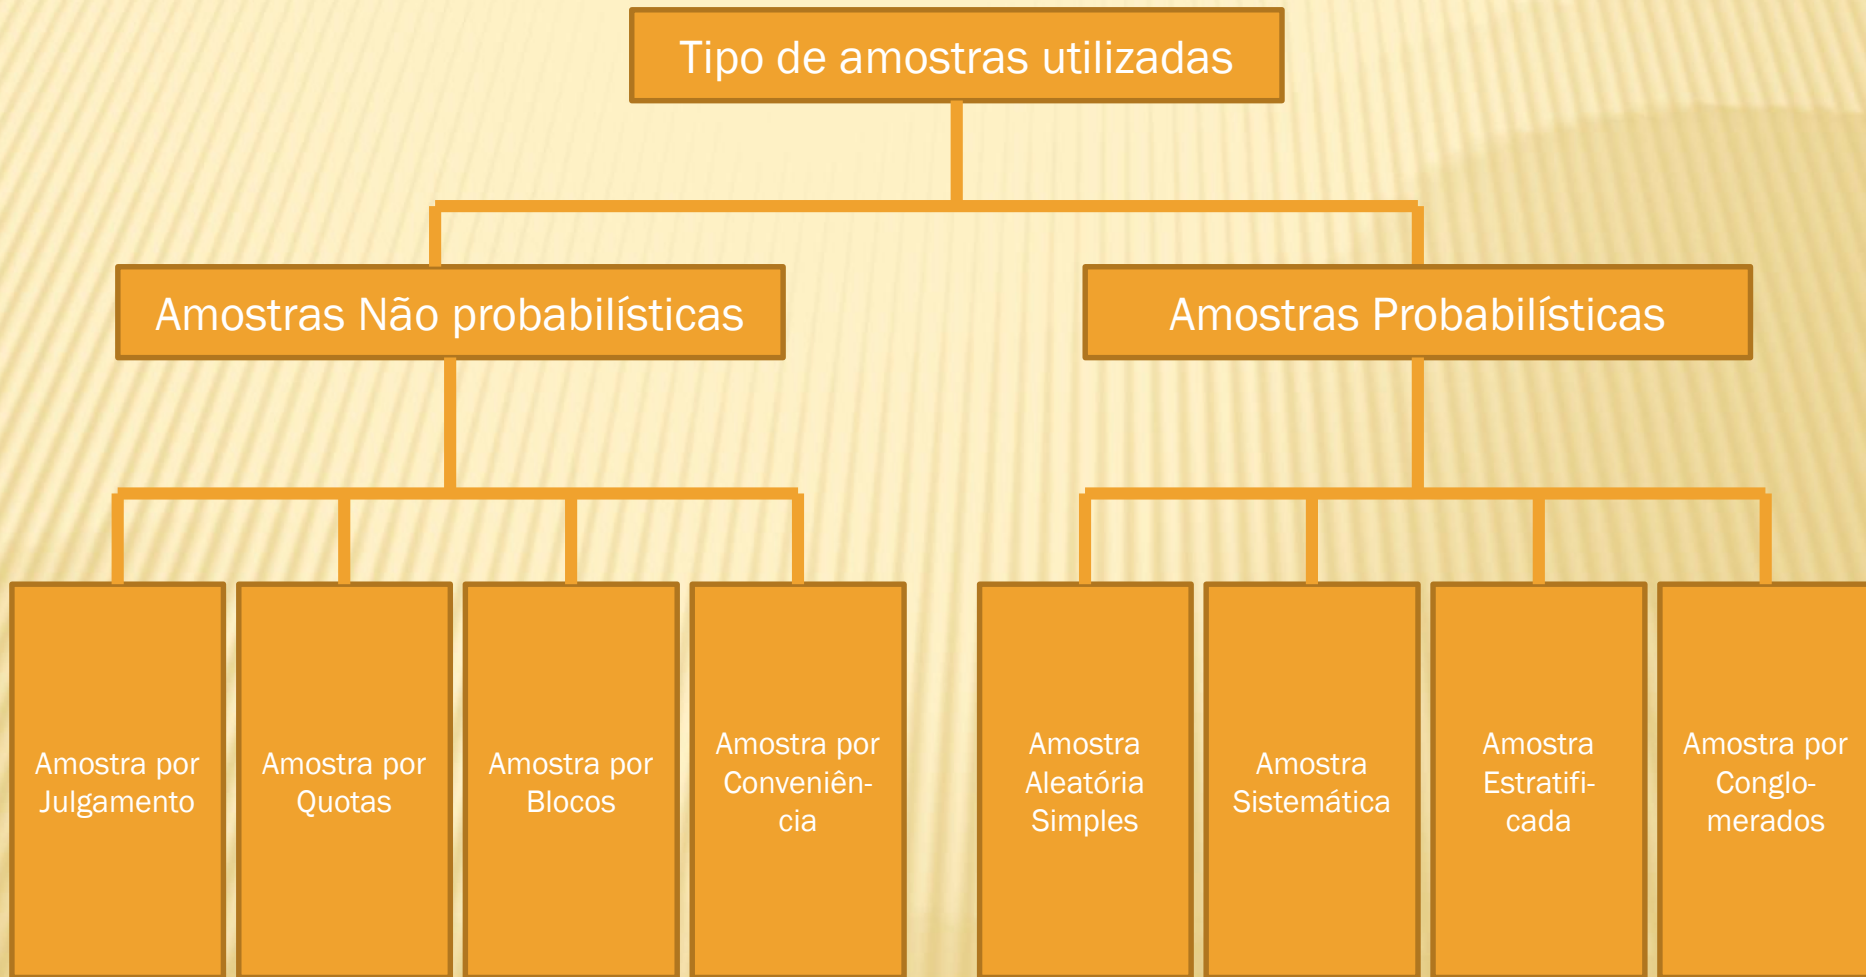 Tipo de amostras utilizadas
Amostras Não probabilísticas
Amostras Probabilísticas
Amostra por
Julgamento
Amostra por
Quotas
Amostra por
Blocos
Amostra por
Conveniên-
cia
Amostra
Aleatória
Simples
Amostra
Sistemática
Amostra
Estratifi-
cada
Amostra por
Conglo-
merados